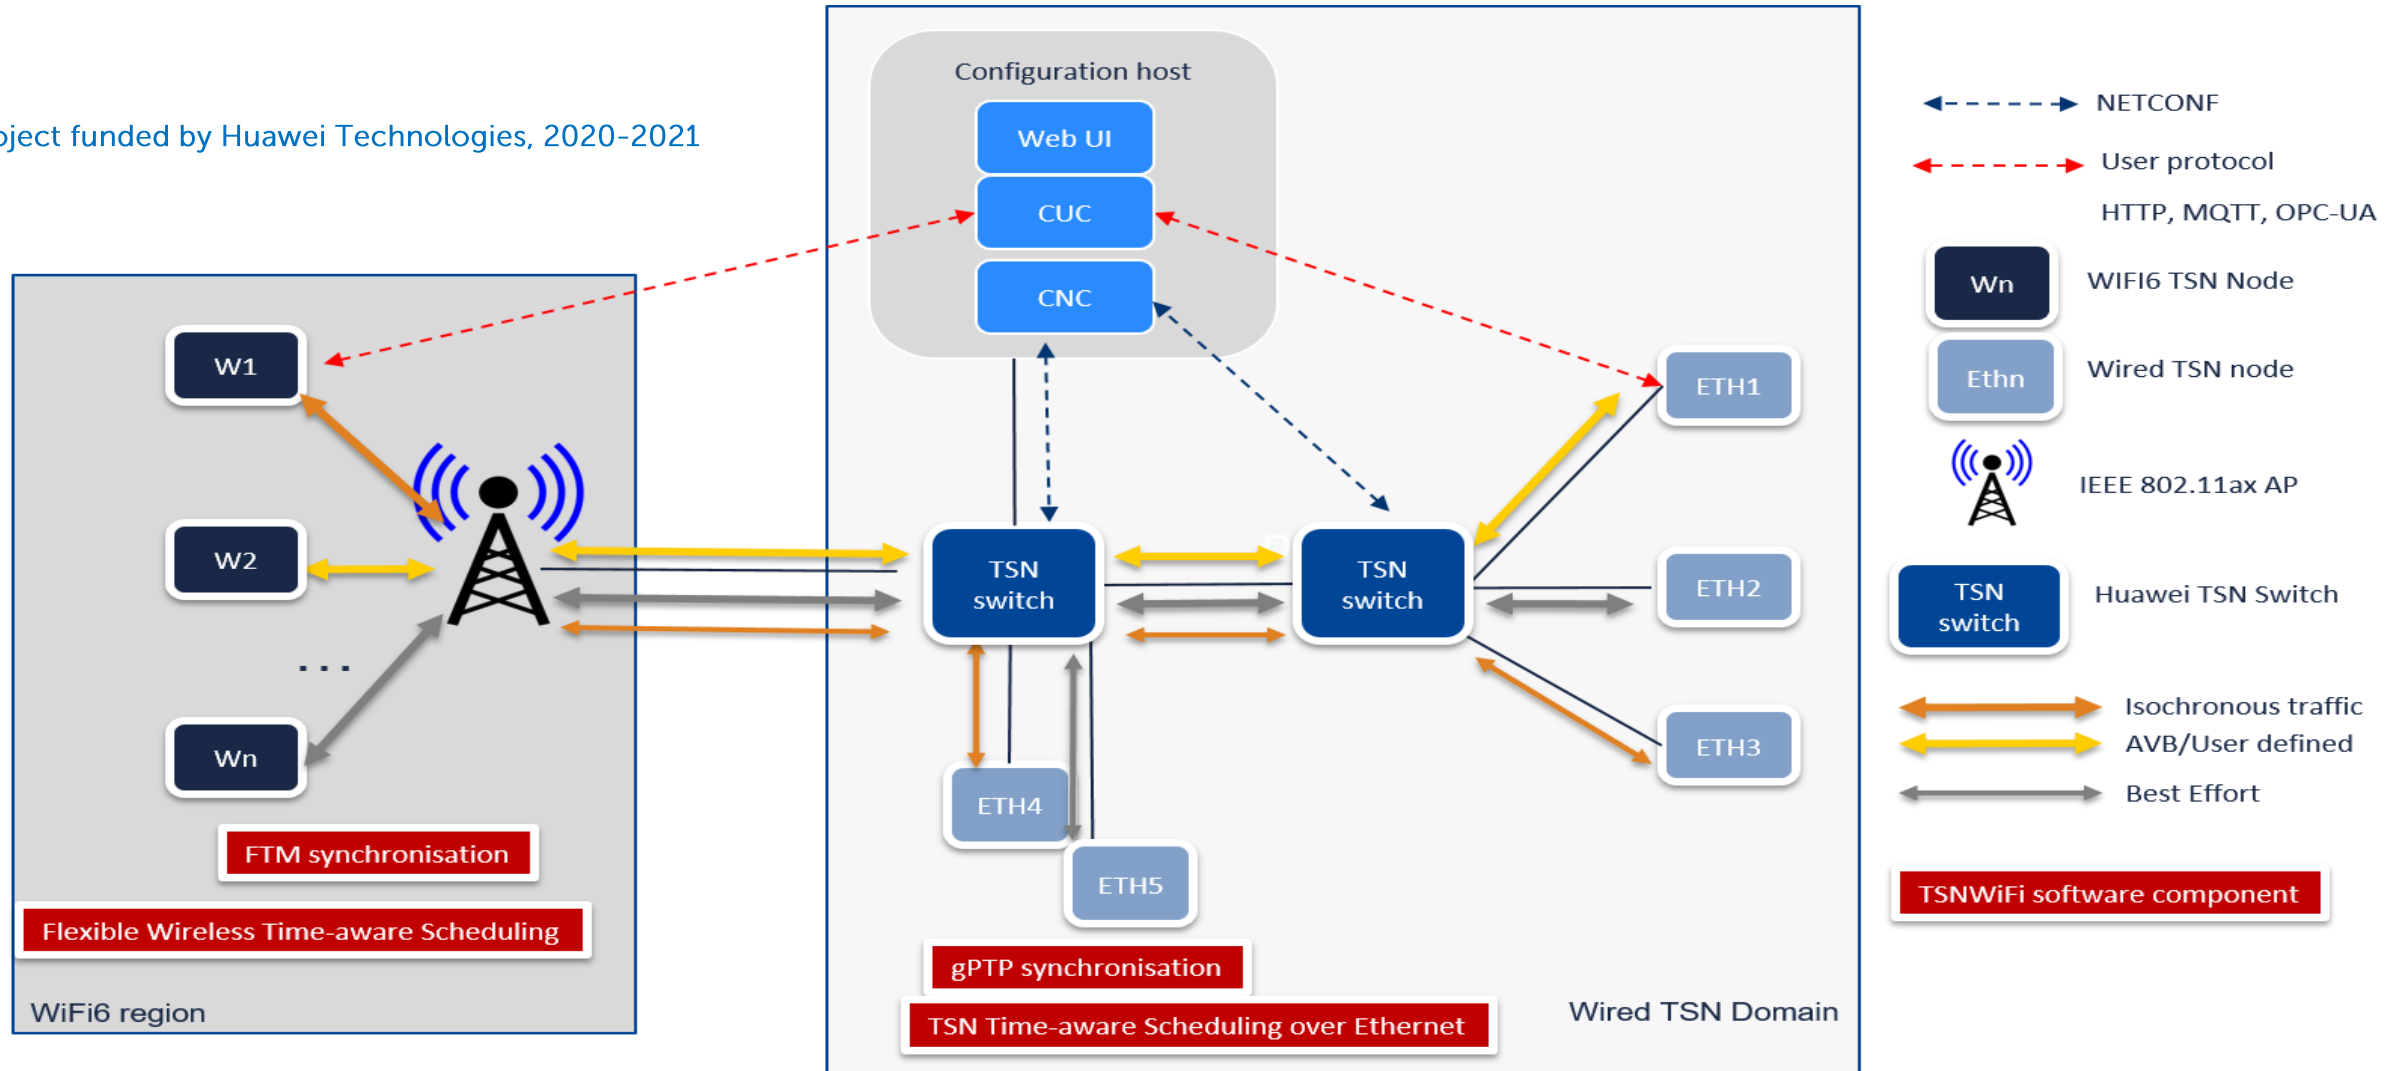 oject funded by Huawei Technologies, 2020-2021
Configuration host
Web UI
CUC
CNC
W1
W2
...
Wn
FTM synchronisation
Flexible Wireless Time-aware Scheduling
WiFi6 region
TSN
switch
TSN
switch
ETH1
ETH2
ETH3
ETH4
ETH5
gPTP synchronisation
TSN Time-aware Scheduling over Ethernet
Wired TSN Domain
NETCONF
User protocol
HTTP, MQTT, OPC-UA
Wn
WIFI6 TSN Node
Ethn
Wired TSN node
IEEE 802.11ax AP
TSN
switch
Huawei TSN Switch
Isochronous traffic
AVB/User defined
Best Effort
TSNWiFi software component